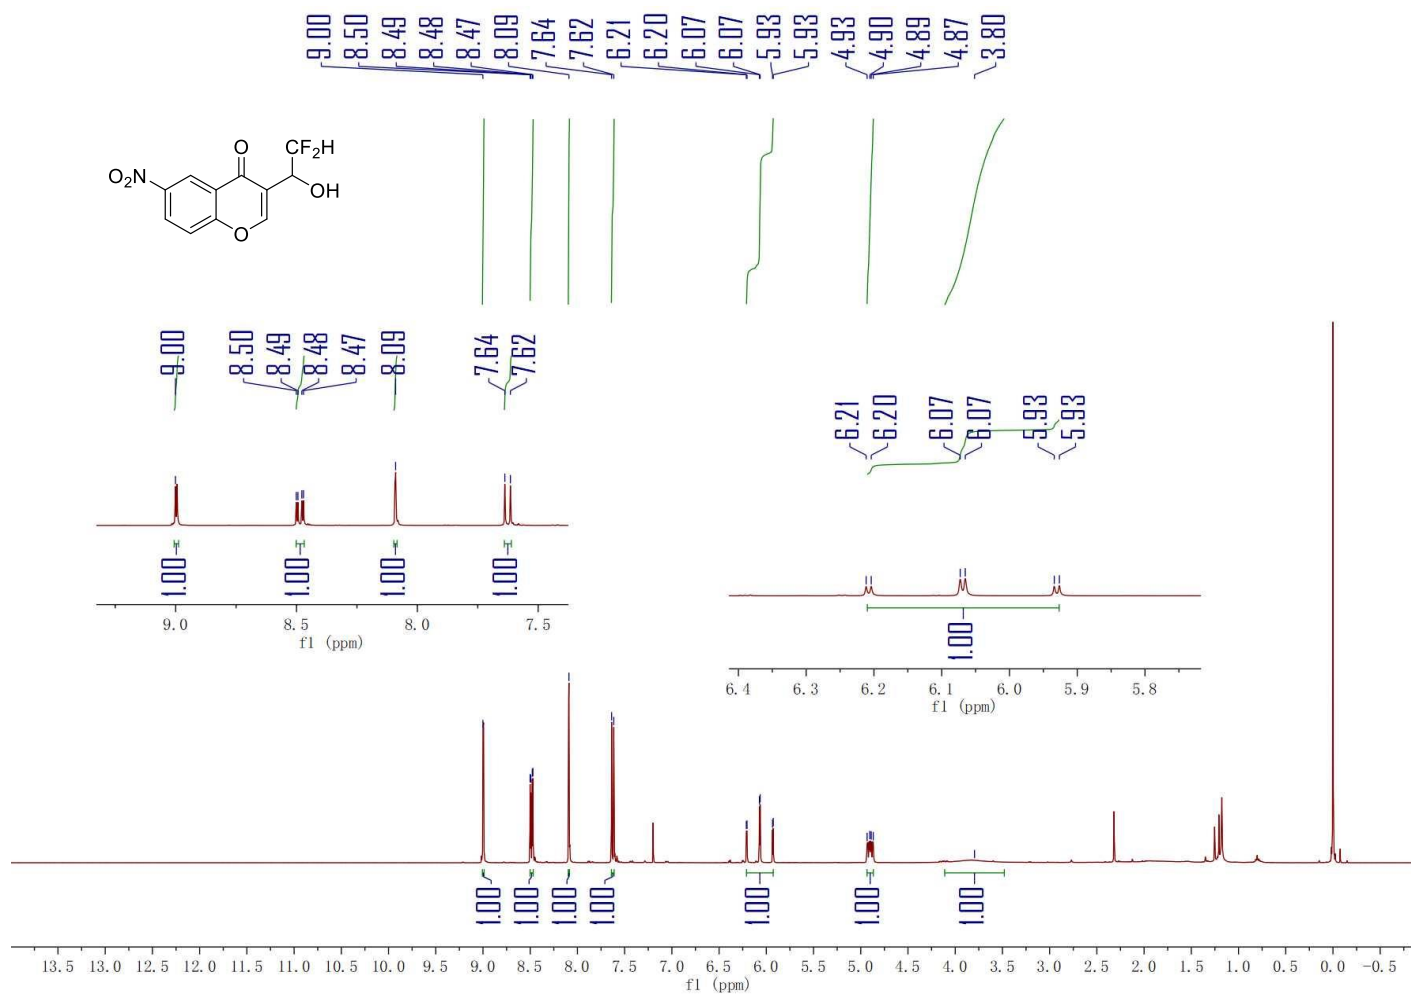 9.00 8.50 8.49 8.48 8.47 8.09 7.64 7.62 6.21 6.20 6.07 6.07 5.93 5.93 4.93 4.90 4.89 4.87 3.80
O
CF2H
O2N
OH
O
9.00 8.50 8.49 8.48 8.47 8.09 7.64 7.62
6.21 6.20 6.07 6.07 5.93 5.93
1.00 1.00 1.00 1.00
9.0 8.5 8.0 7.5
f1 (ppm)
1.00
6.4 6.3 6.2 6.1 6.0 5.9 5.8
f1 (ppm)
1.00 1.00 1.00 1.00 1.00 1.00 1.00
13.5 13.0 12.5 12.0 11.5 11.0 10.5 10.0 9.5 9.0 8.5 8.0 7.5 7.0 6.5 6.0 5.5 5.0 4.5 4.0 3.5 3.0 2.5 2.0 1.5 1.0 0.5 0.0 -0.5
f1 (ppm)